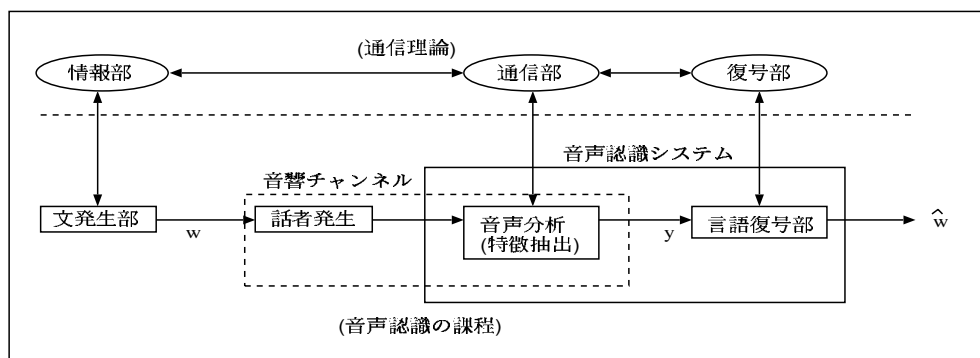 (通信理論)
情報部
通信部
復号部
音声認識システム
音響チャンネル
文発生部
w
話者発生
音声分析
(特徴抽出)
y
言語復号部
ŵ
(音声認識の課程)